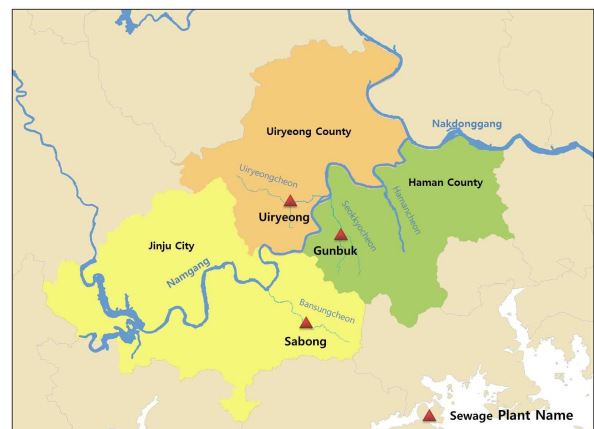 Nakdonggang
Uiryeong County
Uiryeongcheon
Haman County
Hamancheon
Seokkyocheon
Uiryeong
Jinju City
Gunbuk
Namgang
Bansungcheon
Sabong
Sewage Plant Name